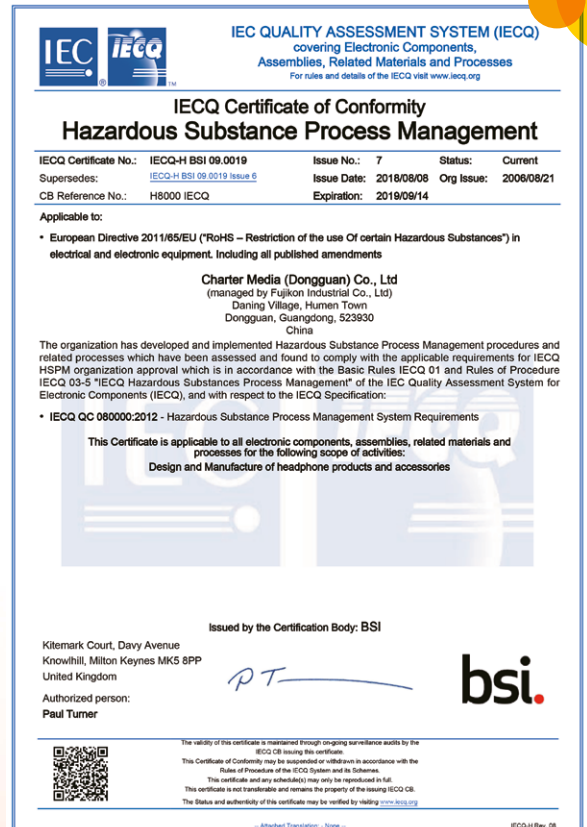 IEC
IECQ
®
TM
IEC QUALITY ASSESSMENT SYSTEM (IECQ)
covering Electronic Components,
Assemblies, Related Materials and Processes
For rules and details of the IECQ visit www.iecq.org
IECQ Certificate of Conformity
Hazardous Substance Process Management
IECQ Certificate No.: IECQ-H BSI 09.0019 Issue No.: 7 Status: Current
Supersedes: IECQ-H BSI 09.0019 Issue 6 Issue Date: 2018/08/08 Org Issue: 2006/08/21
CB Reference No.: H8000 IECQ Expiration: 2019/09/14
Applicable to:
• European Directive 2011/65/EU ("RoHS – Restriction of the use Of certain Hazardous Substances") in
electrical and electronic equipment. Including all published amendments
Charter Media (Dongguan) Co., Ltd
(managed by Fujikon Industrial Co., Ltd)
Daning Village, Humen Town
Dongguan, Guangdong, 523930
China
The organization has developed and implemented Hazardous Substance Process Management procedures and
related processes which have been assessed and found to comply with the applicable requirements for IECQ
HSPM organization approval which is in accordance with the Basic Rules IECQ 01 and Rules of Procedure
IECQ 03-5 "IECQ Hazardous Substances Process Management" of the IEC Quality Assessment System for
Electronic Components (IECQ), and with respect to the IECQ Specification:
• IECQ QC 080000:2012 - Hazardous Substance Process Management System Requirements
This Certificate is applicable to all electronic components, assemblies, related materials and
processes for the following scope of activities:
Design and Manufacture of headphone products and accessories
Issued by the Certification Body: BSI
Kitemark Court, Davy Avenue
Knowlhill, Milton Keynes MK5 8PP
United Kingdom
Authorized person:
Paul Turner
bsi.
The validity of this certificate is maintained through on-going surveillance audits by the
IECQ CB issuing this certificate.
This Certificate of Conformity may be suspended or withdrawn in accordance with the
Rules of Procedure of the IECQ System and its Schemes.
This certificate and any schedule(s) may only be reproduced in full.
This certificate is not transferable and remains the property of the issuing IECQ CB.
The Status and authenticity of this certificate may be verified by visiting www.iecq.org
-- Attached Translation: - None --
IECQ-H Rev. 08